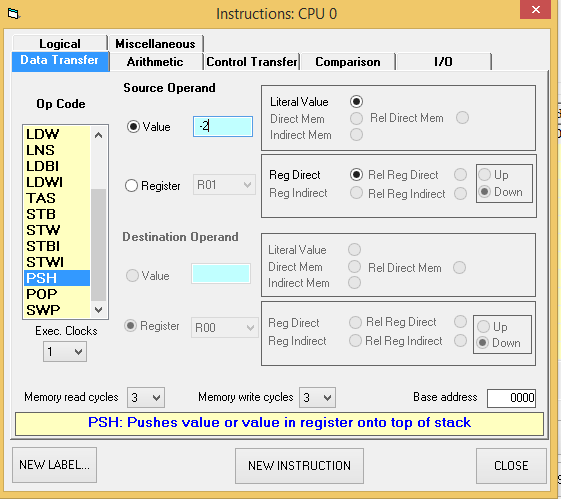 Instructions: CPU 0
Logical Miscellaneous
Data Transfer Arithmetic Control Transfer Comparison I/O
Op Code
LDW
LNS
LDBI
LDWI
TAS
STB
STW
STBI
STWI
PSH
POP
SWP
Exec. Clocks
1
Source Operand
Value -2
Literal Value
Direct Mem Rel Direct Mem
Indirect Mem
Register R01
Reg Direct Rel Reg Direct Up
Reg Indirect Rel Reg Indirect Down
Destination Operand
Value
Literal Value
Direct Mem Rel Direct Mem
Indirect Mem
Register R00
Reg Direct Rel Reg Direct Up
Reg Indirect Rel Reg Indirect Down
Memory read cycles 3 Memory write cycles 3 Base address 0000
PSH: Pushes value or value in register onto top of stack
NEW LABEL... NEW INSTRUCTION CLOSE